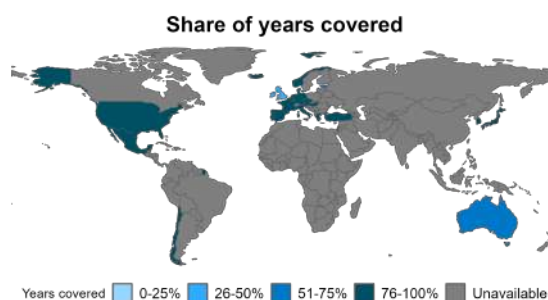 Share of years covered
Years covered 0-25% 26-50% 51-75% 76-100% Unavailable